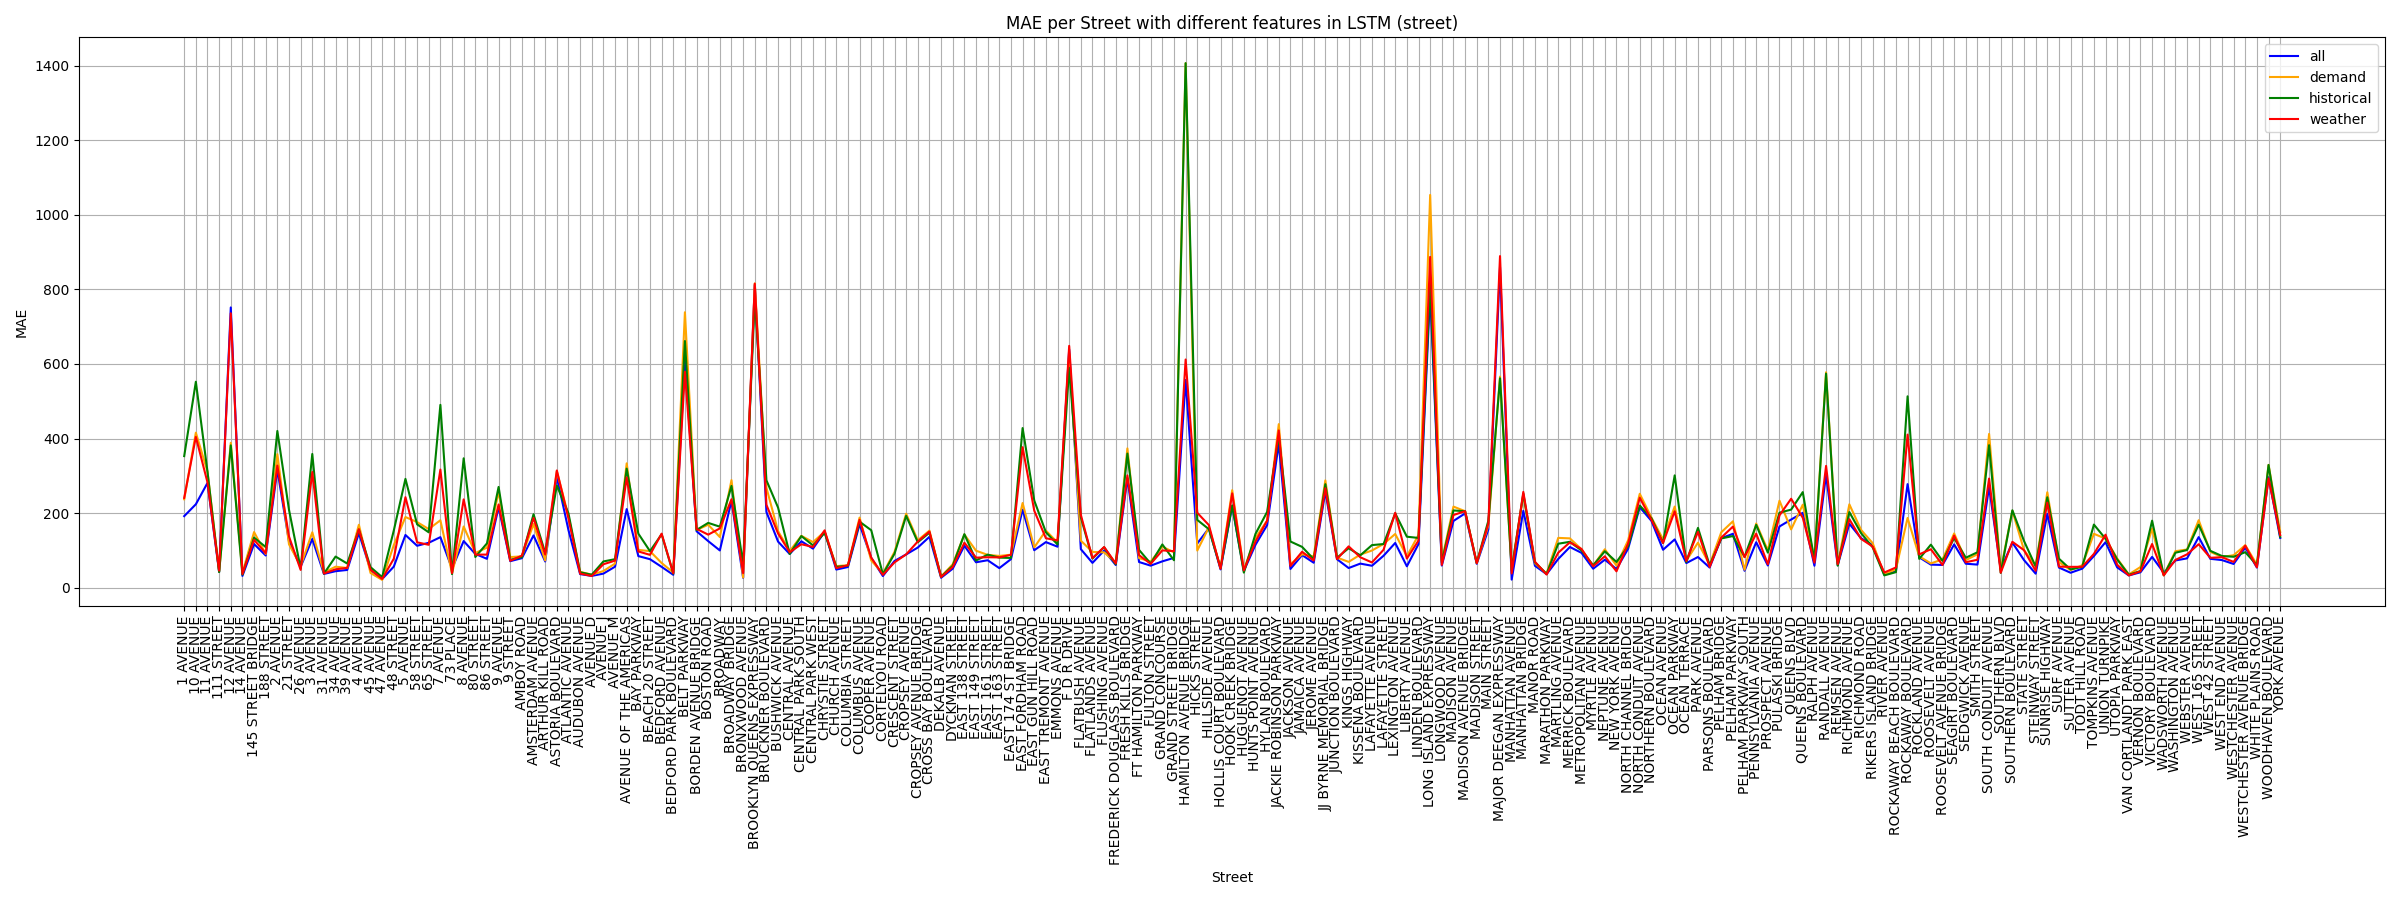 MAE per Street with different features in LSTM (street)
all
demand
historical
weather
MAE
1400
1200
1000
800
600
400
200
0
1 AVENUE
10 AVENUE
11 AVENUE
111 STREET
12 AVENUE
14 AVENUE
145 STREET BRIDGE
188 STREET
2 AVENUE
21 STREET
26 AVENUE
3 AVENUE
31 AVENUE
34 AVENUE
39 AVENUE
4 AVENUE
45 AVENUE
47 AVENUE
48 STREET
5 AVENUE
58 STREET
65 STREET
7 AVENUE
73 PLACE
8 AVENUE
80 STREET
86 STREET
9 AVENUE
9 STREET
AMBOY ROAD
AMSTERDAM AVENUE
ARTHUR KILL ROAD
ASTORIA BOULEVARD
ATLANTIC AVENUE
AUDUBON AVENUE
AVENUE D
AVENUE J
AVENUE M
AVENUE OF THE AMERICAS
BAY PARKWAY
BEACH 20 STREET
BEDFORD AVENUE
BEDFORD PARK BOULEVARD
BELT PARKWAY
BORDEN AVENUE BRIDGE
BOSTON ROAD
BROADWAY
BROADWAY BRIDGE
BRONXWOOD AVENUE
BROOKLYN QUEENS EXPRESSWAY
BRUCKNER BOULEVARD
BUSHWICK AVENUE
CENTRAL AVENUE
CENTRAL PARK SOUTH
CENTRAL PARK WEST
CHRYSTIE STREET
CHURCH AVENUE
COLUMBIA STREET
COLUMBUS AVENUE
COOPER AVENUE
CORTELYOU ROAD
CRESCENT STREET
CROPSEY AVENUE
CROPSEY AVENUE BRIDGE
CROSS BAY BOULEVARD
DEKALB AVENUE
DYCKMAN STREET
EAST 138 STREET
EAST 149 STREET
EAST 161 STREET
EAST 163 STREET
EAST 174 ST BRIDGE
EAST FORDHAM ROAD
EAST GUN HILL ROAD
EAST TREMONT AVENUE
EMMONS AVENUE
F D R DRIVE
FLATBUSH AVENUE
FLATLANDS AVENUE
FLUSHING AVENUE
FREDERICK DOUGLASS BOULEVARD
FRESH KILLS BRIDGE
FT HAMILTON PARKWAY
FULTON STREET
GRAND CONCOURSE
GRAND STREET BRIDGE
HAMILTON AVENUE BRIDGE
HICKS STREET
HILLSIDE AVENUE
HOLLIS COURT BOULEVARD
HOOK CREEK BRIDGE
HUGUENOT AVENUE
HUNTS POINT AVENUE
HYLAN BOULEVARD
JACKIE ROBINSON PARKWAY
JACKSON AVENUE
JAMAICA AVENUE
JEROME AVENUE
JJ BYRNE MEMORIAL BRIDGE
JUNCTION BOULEVARD
KINGS HIGHWAY
KISSENA BOULEVARD
LAFAYETTE AVENUE
LAFAYETTE STREET
LEXINGTON AVENUE
LIBERTY AVENUE
LINDEN BOULEVARD
LONG ISLAND EXPRESSWAY
LONGWOOD AVENUE
MADISON AVENUE
MADISON AVENUE BRIDGE
MADISON STREET
MAIN STREET
MAJOR DEEGAN EXPRESSWAY
MANHATTAN AVENUE
MANHATTAN BRIDGE
MANOR ROAD
MARATHON PARKWAY
MARTLING AVENUE
MERRICK BOULEVARD
METROPOLITAN AVENUE
MYRTLE AVENUE
NEPTUNE AVENUE
NEW YORK AVENUE
NORTH CHANNEL BRIDGE
NORTH CONDUIT AVENUE
NORTHERN BOULEVARD
OCEAN AVENUE
OCEAN PARKWAY
OCEAN TERRACE
PARK AVENUE
PARSONS BOULEVARD
PELHAM BRIDGE
PELHAM PARKWAY
PELHAM PARKWAY SOUTH
PENNSYLVANIA AVENUE
PROSPECT AVENUE
PULASKI BRIDGE
QUEENS BLVD
QUEENS BOULEVARD
RALPH AVENUE
RANDALL AVENUE
REMSEN AVENUE
RICHMOND AVENUE
RICHMOND ROAD
RIKERS ISLAND BRIDGE
RIVER AVENUE
ROCKAWAY BEACH BOULEVARD
ROCKAWAY BOULEVARD
ROCKLAND AVENUE
ROOSEVELT AVENUE
ROOSEVELT AVENUE BRIDGE
SEAGIRT BOULEVARD
SEDGWICK AVENUE
SMITH STREET
SOUTH CONDUIT AVENUE
SOUTHERN BLVD
SOUTHERN BOULEVARD
STATE STREET
STEINWAY STREET
SUNRISE HIGHWAY
SURF AVENUE
SUTTER AVENUE
TODT HILL ROAD
TOMPKINS AVENUE
UNION TURNPIKE
UTOPIA PARKWAY
VAN CORTLANDT PARK EAST
VERNON BOULEVARD
VICTORY BOULEVARD
WADSWORTH AVENUE
WASHINGTON AVENUE
WEBSTER AVENUE
WEST 165 STREET
WEST 42 STREET
WEST END AVENUE
WESTCHESTER AVENUE
WESTCHESTER AVENUE BRIDGE
WHITE PLAINS ROAD
WOODHAVEN BOULEVARD
YORK AVENUE
Street